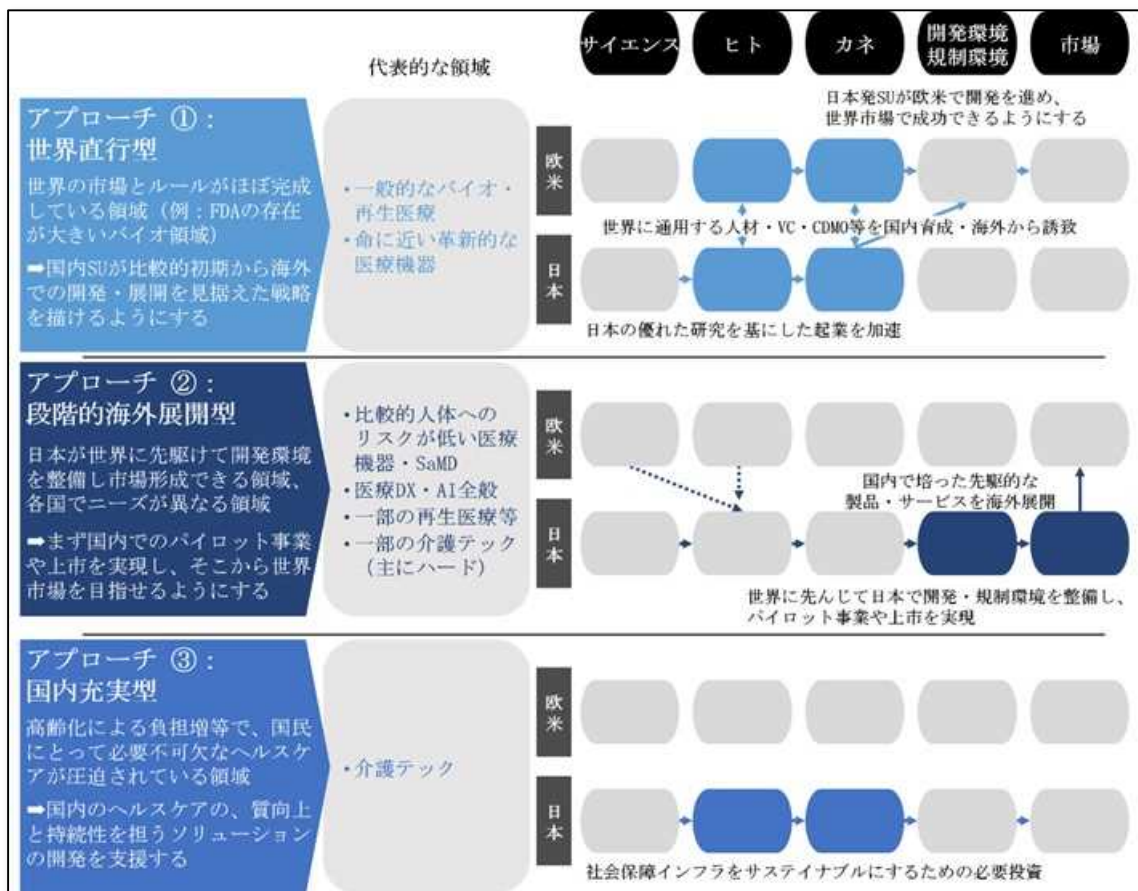 代表的な領域
サイエンス
ヒト
カネ
開発環境
規制環境
市場
アプローチ ①：
世界直行型
世界の市場とルールがほぼ完成
している領域（例：FDAの存在
が大きいバイオ領域）
➡国内SUが比較的初期から海外
での開発・展開を見据えた戦略
を描けるようにする
・一般的なバイオ・
再生医療
・命に近い革新的な
医療機器
欧米
日本
日本発SUが欧米で開発を進め、
世界市場で成功できるようにする
世界に通用する人材・VC・CDMO等を国内育成・海外から誘致
日本の優れた研究を基にした起業を加速
アプローチ ②：
段階的海外展開型
日本が世界に先駆けて開発環境
を整備し市場形成できる領域、
各国でニーズが異なる領域
➡まず国内でのパイロット事業
や上市を実現し、そこから世界
市場を目指せるようにする
・比較的人体への
リスクが低い医療
機器・SaMD
・医療DX・AI全般
・一部の再生医療等
・一部の介護テック
（主にハード）
欧米
日本
国内で培った先駆的な
製品・サービスを海外展開
世界に先んじて日本で開発・規制環境を整備し、
パイロット事業や上市を実現
アプローチ ③：
国内充実型
高齢化による負担増等で、国民
にとって必要不可欠なヘルスケ
アが圧迫されている領域
➡国内のヘルスケアの、質向上
と持続性を担うソリューション
の開発を支援する
・介護テック
欧米
日本
社会保障インフラをサステイナブルにするための必要投資